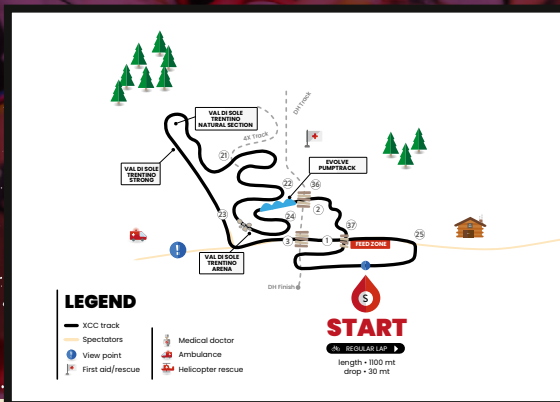 DH Track
VAL DI SOLE
TRENTINO
NATURAL SECTION
4X Track
21
EVOLVE
PUMPTRACK
VAL DI SOLE
TRENTINO
STRONG
22
36
2
23
24
37
25
3
1
FEED ZONE
VAL DI SOLE
TRENTINO
ARENA
DH Finish
S
START
REGULAR LAP
length • 1100 mt
drop • 30 mt
LEGEND
XCC track
Spectators
View point
First aid/rescue
Medical doctor
Ambulance
Helicopter rescue